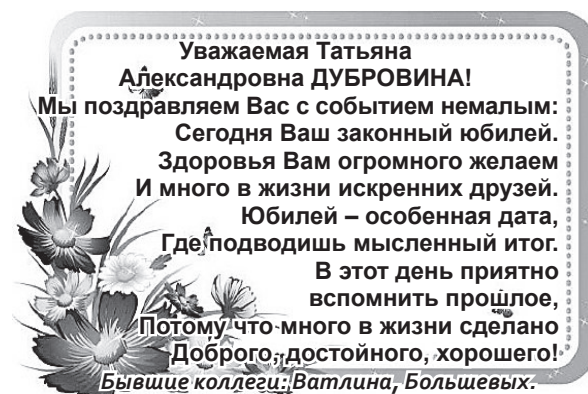 Уважаемая Татьяна
Александровна ДУБРОВИНА!
Мы поздравляем Вас с событием немалым:
Сегодня Ваш законный юбилей.
Здоровья Вам огромного желаем
И много в жизни искренних друзей.
Юбилей – особенная дата,
Где подводишь мысленный итог.
В этот день приятно
вспомнить прошлое,
Потому что много в жизни сделано
Доброго, достойного, хорошего!
Бывшие коллеги: Ватлина, Большевых.